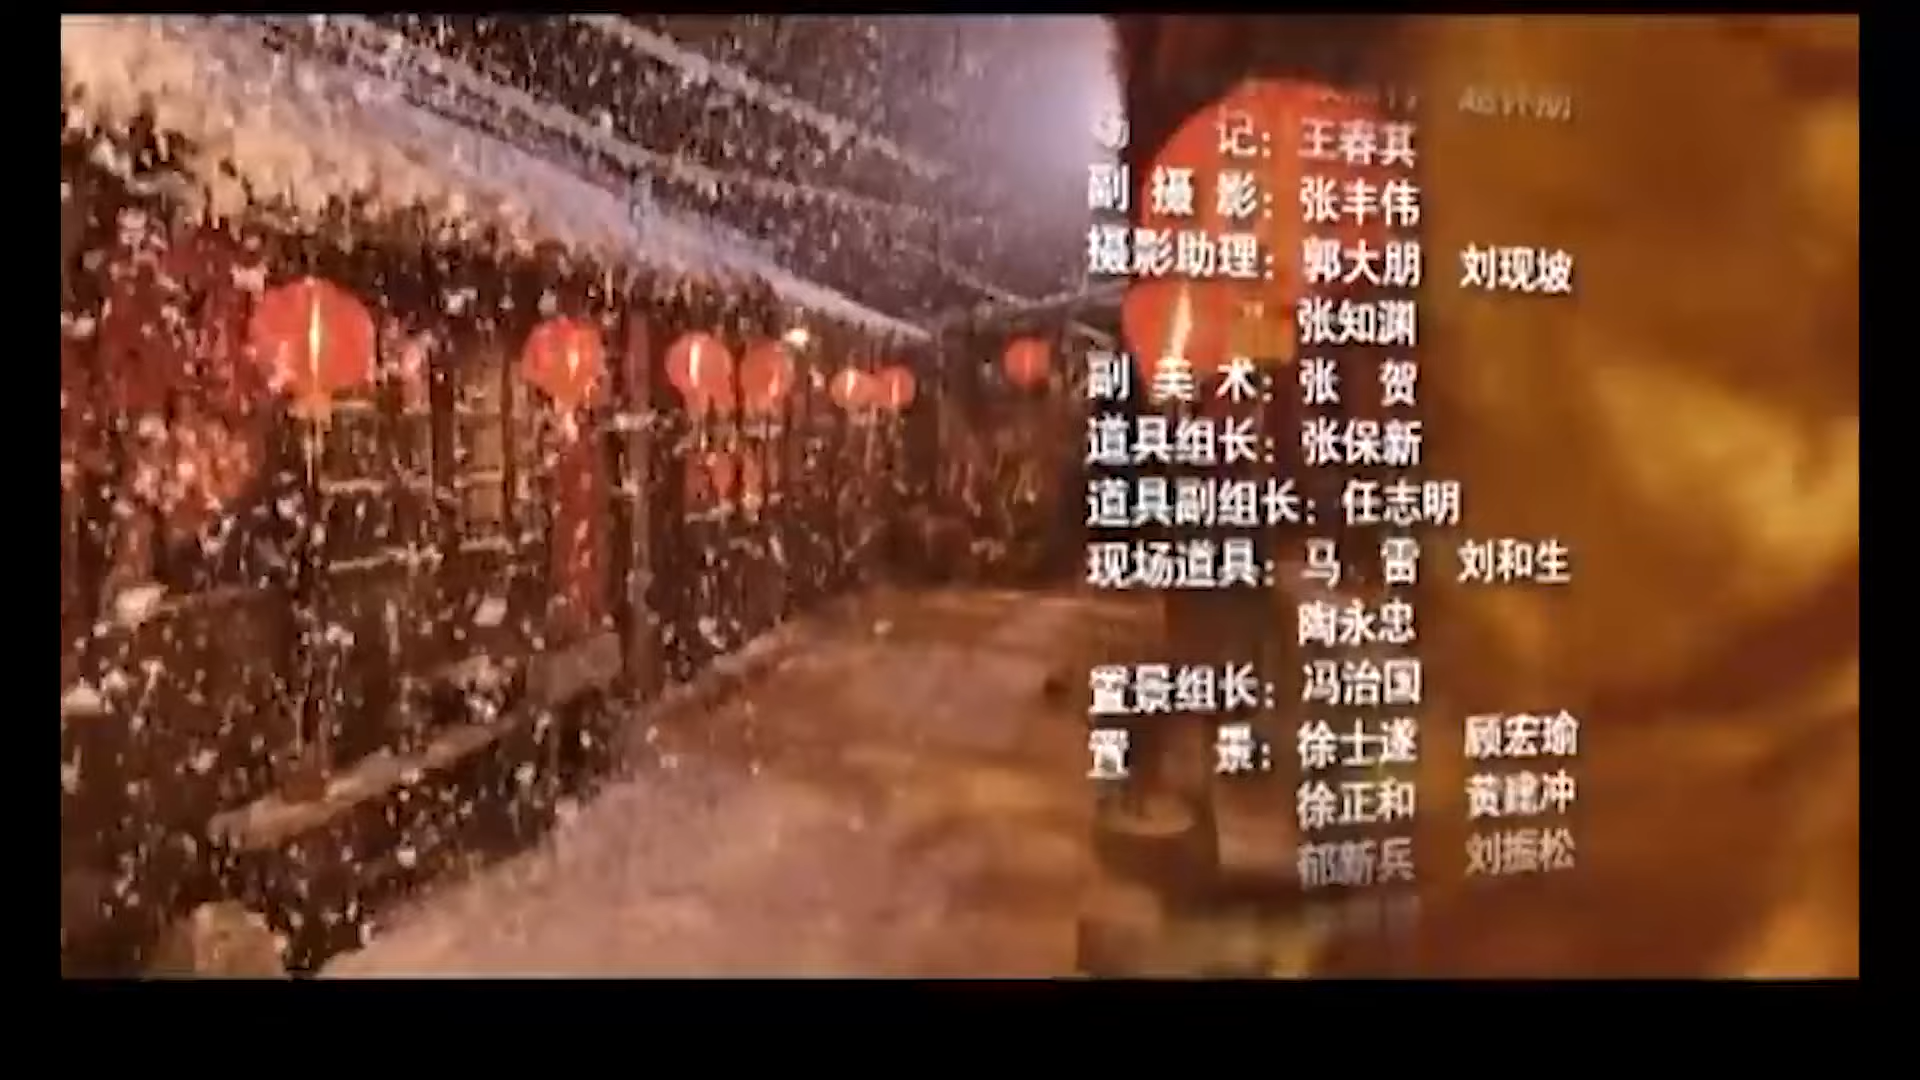 记：王春其
副 摄 影：张丰伟
摄影助理：郭大朋 刘现坡
张知渊
副 美 术：张 贺
道具组长：张保新
道具副组长：任志明
现场道具：马 雷 刘和生
陶永忠
置景组长：冯治国
置 景：徐士遂 顾宏瑜
徐正和 黄建冲
郁新兵 刘振松